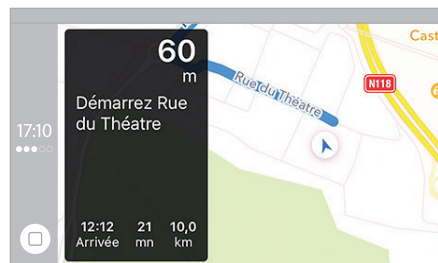 60
m
Démarrez Rue
du Théatre
17:10
12:12 21 10,0
Arrivée mn km
Rue du Théatre
N118
Cast